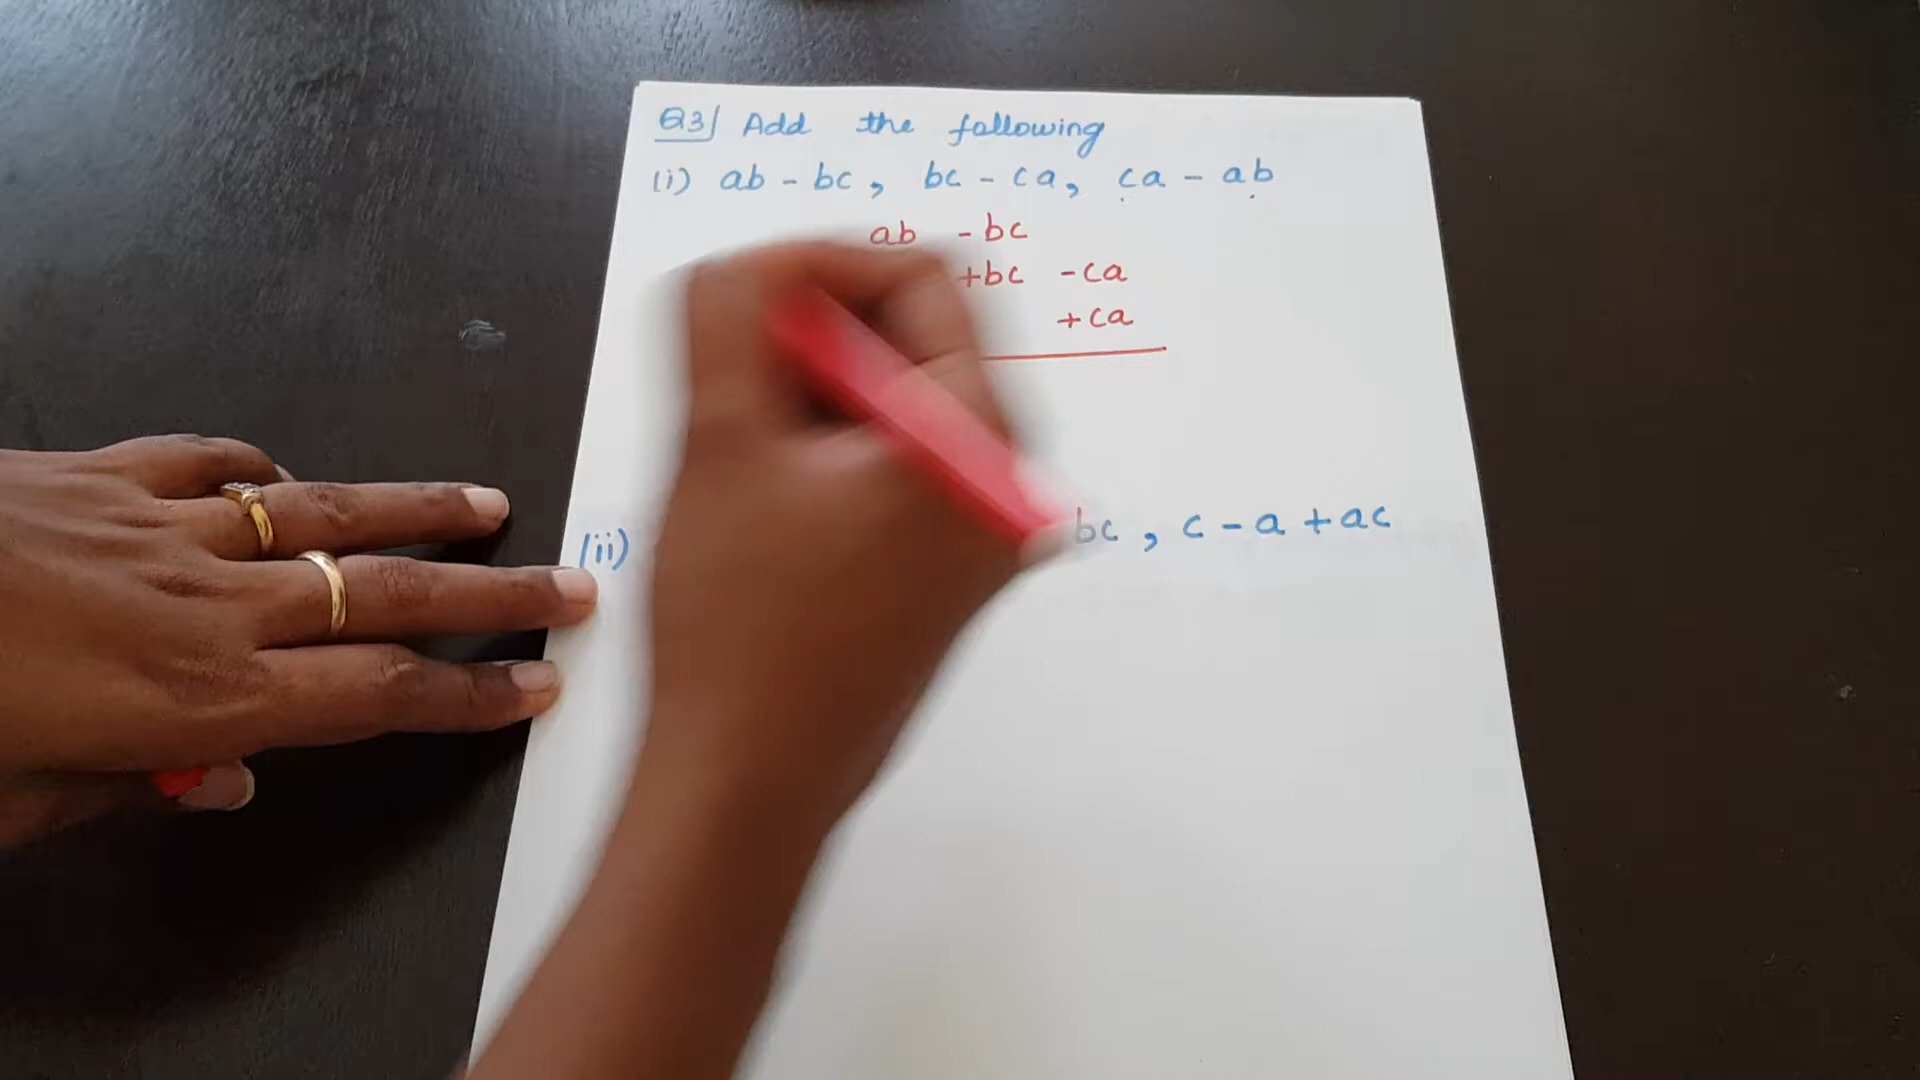 Q3/ Add the following
(i) ab - bc, bc - ca, ca - ab
ab - bc
+bc - ca
+ca
(ii) bc, c - a + ac